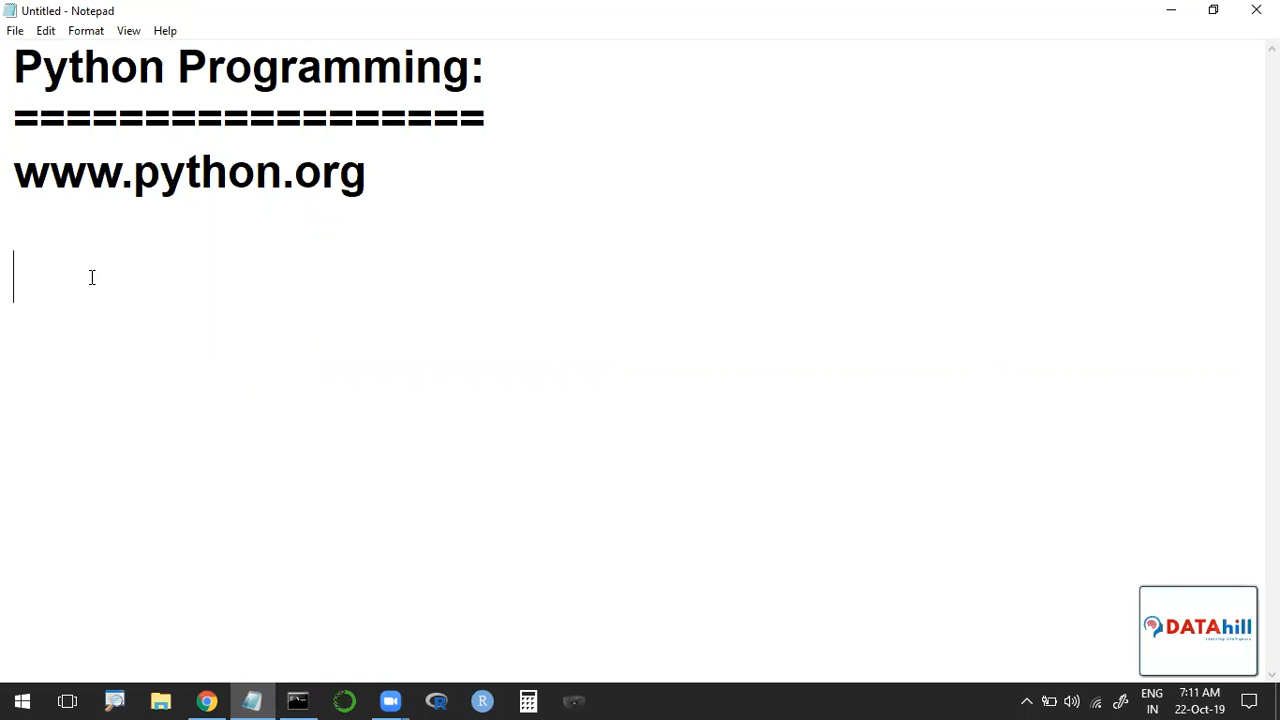 Untitled - Notepad
File Edit Format View Help
Python Programming:
==================
www.python.org
DATAhill
ENG
IN
7:11 AM
22-Oct-19
R
R